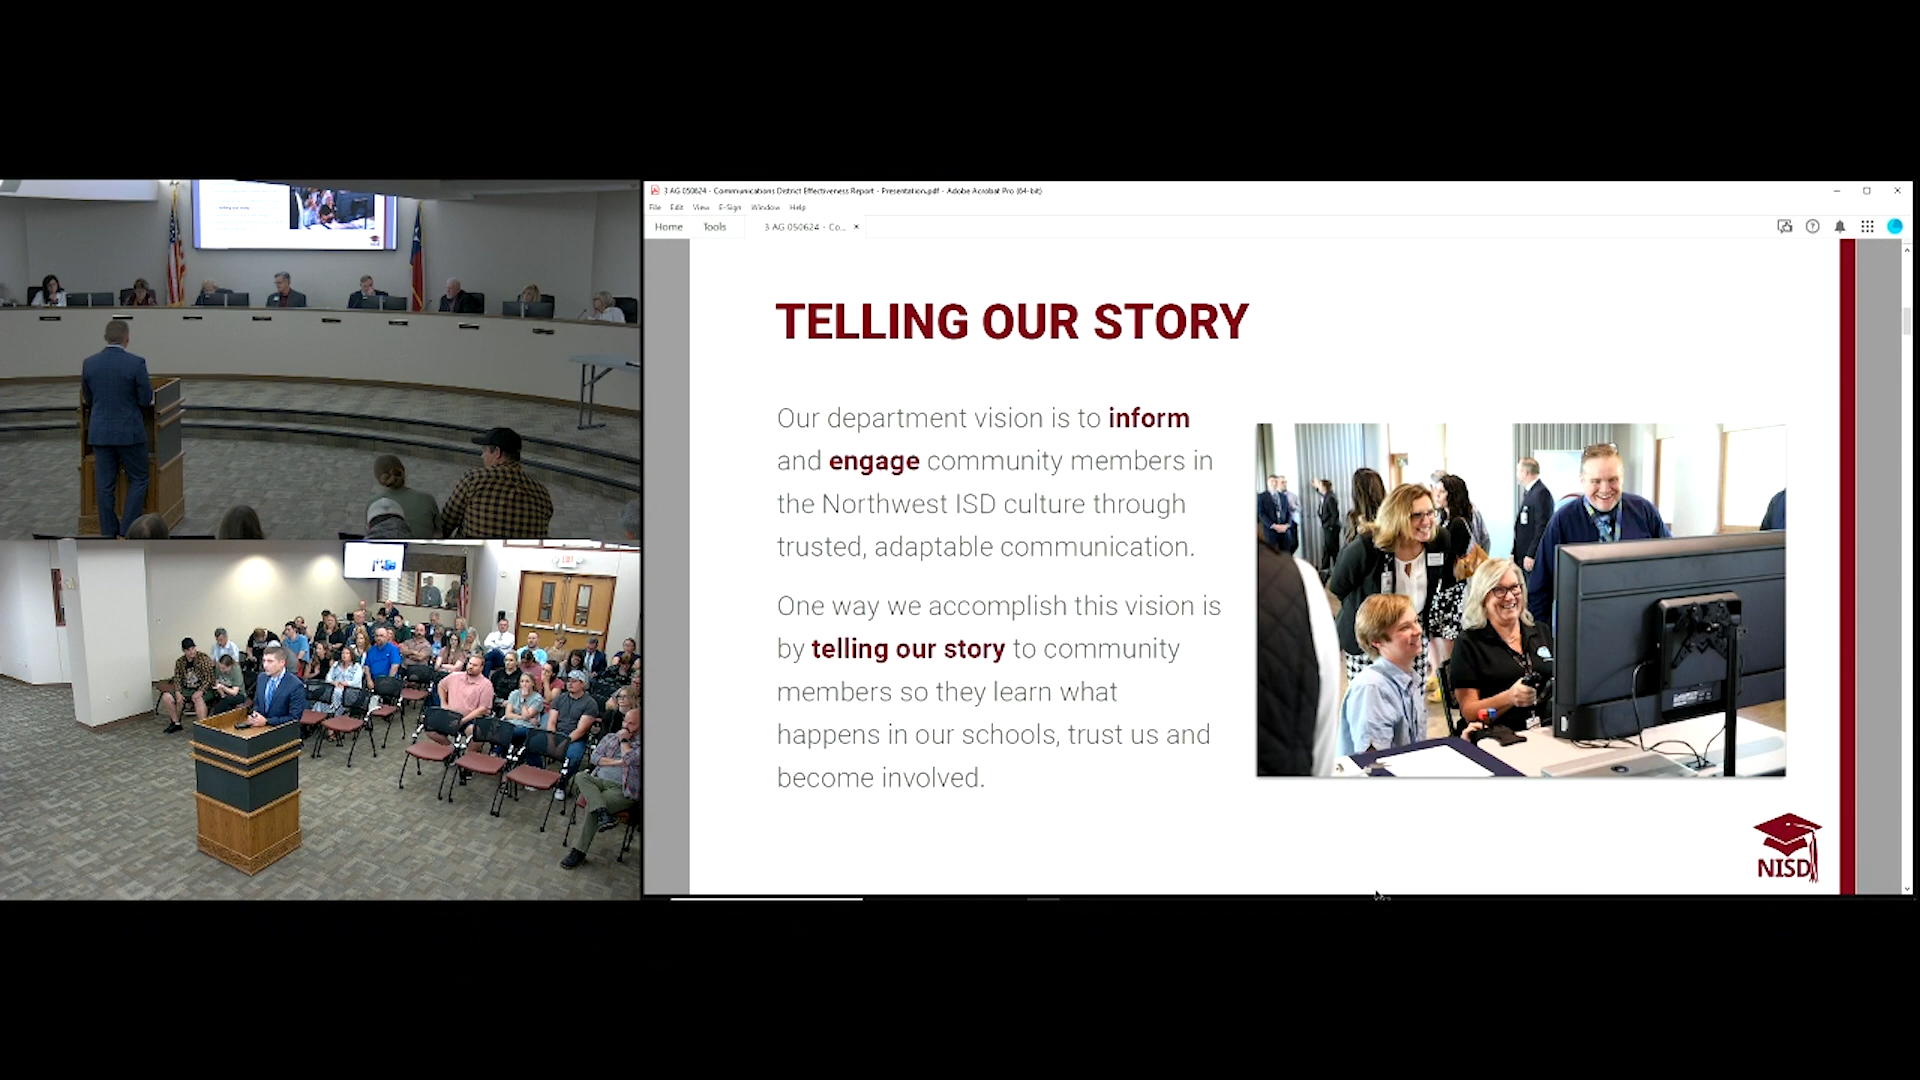 3 AG 050624 - Communications District Effectiveness Report - Presentation.pdf - Adobe Acrobat Pro (64-bit)
File Edit View E-Sign Window Help
Home Tools 3 AG 050624 - Co...
TELLING OUR STORY
Our department vision is to inform
and engage community members in
the Northwest ISD culture through
trusted, adaptable communication.
One way we accomplish this vision is
by telling our story to community
members so they learn what
happens in our schools, trust us and
become involved.
NISD
EXIT